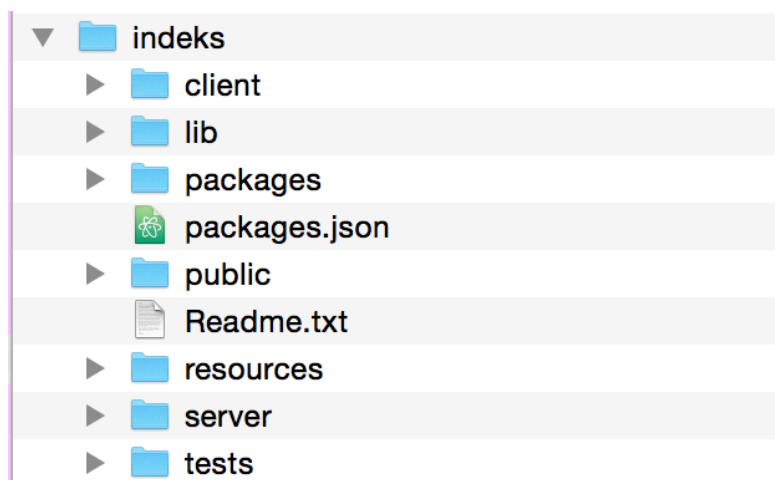 indeks
client
lib
packages
packages.json
public
Readme.txt
resources
server
tests